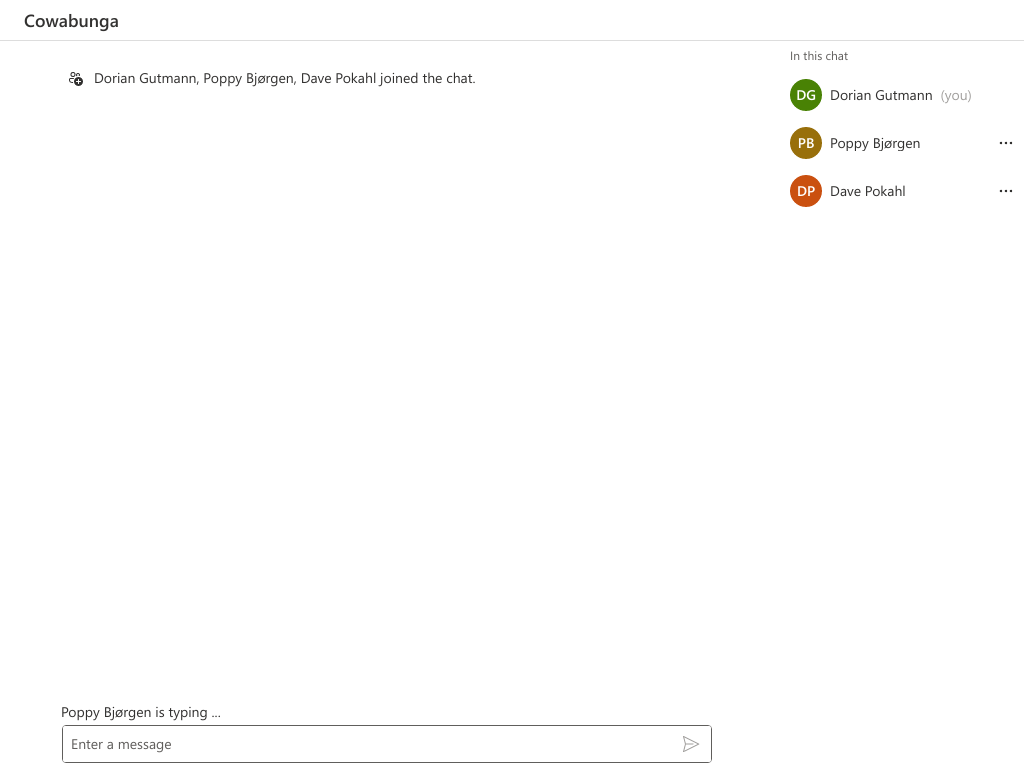 Cowabunga
Dorian Gutmann, Poppy Bjørgen, Dave Pokahl joined the chat.
In this chat
DG Dorian Gutmann (you)
PB Poppy Bjørgen
DP Dave Pokahl
Poppy Bjørgen is typing ...
Enter a message